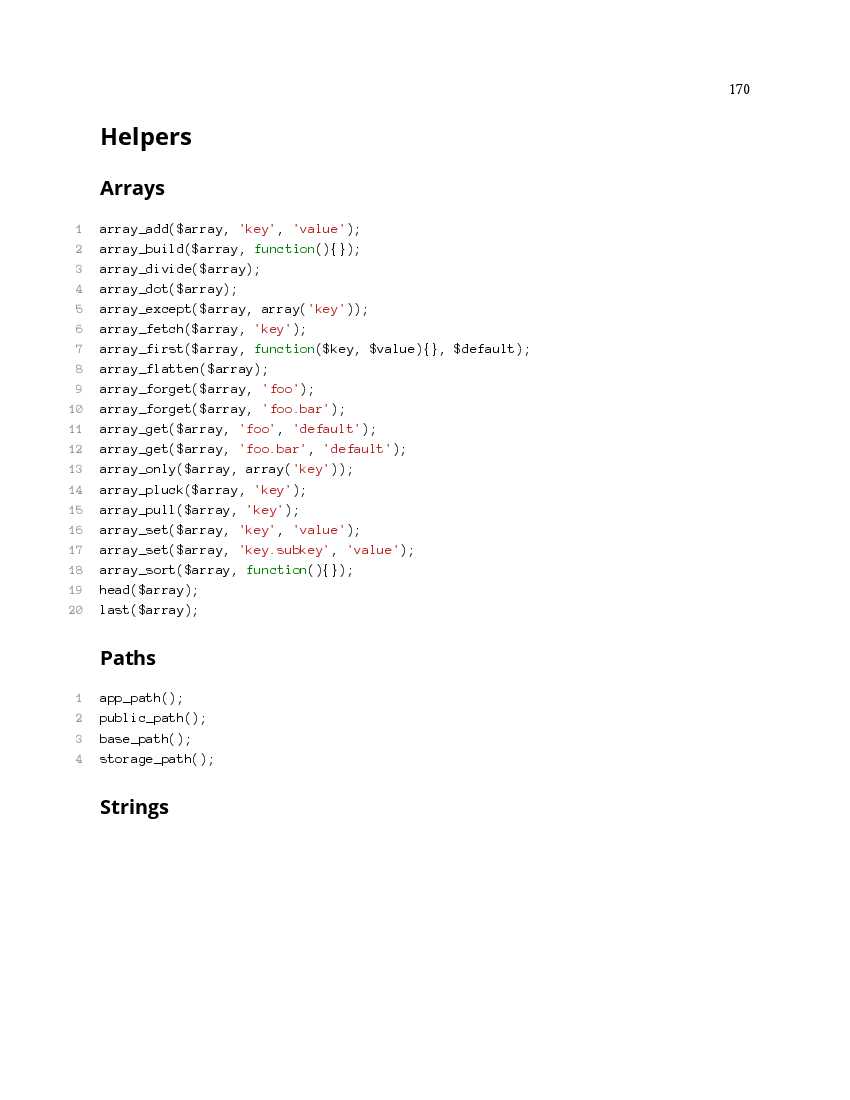 170
Helpers
Arrays
1 array_add($array, 'key', 'value');
2 array_build($array, function(){});
3 array_divide($array);
4 array_dot($array);
5 array_except($array, array('key'));
6 array_fetch($array, 'key');
7 array_first($array, function($key, $value){}, $default);
8 array_flatten($array);
9 array_forget($array, 'foo');
10 array_forget($array, 'foo.bar');
11 array_get($array, 'foo', 'default');
12 array_get($array, 'foo.bar', 'default');
13 array_only($array, array('key'));
14 array_pluck($array, 'key');
15 array_pull($array, 'key');
16 array_set($array, 'key', 'value');
17 array_set($array, 'key.subkey', 'value');
18 array_sort($array, function(){});
19 head($array);
20 last($array);
Paths
1 app_path();
2 public_path();
3 base_path();
4 storage_path();
Strings